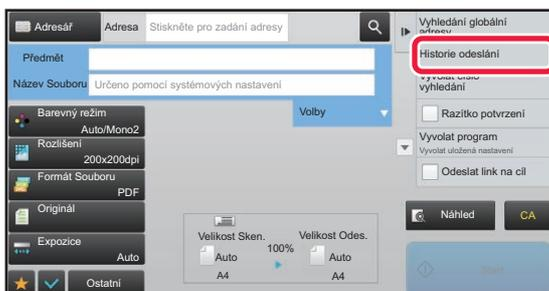 Adresář
Adresa
Stiskněte pro zadání adresy
Předmět
Název Souboru
Určeno pomocí systémových nastavení
Volby
Barevný režim
Auto/Mono2
Rozlišení
200x200dpi
Formát Souboru
PDF
Originál
Expozice
Auto
Ostatní
Velikost Sken.
100%
Velikost Odes.
Auto
Auto
A4
A4
Vyhledání globální
adresy
Historie odeslání
Vyvolat číslo
vyhledání
Razítko potvrzení
Vyvolat program
Vyvolat uložená nastavení
Odeslat link na cíl
Náhled
CA
Start